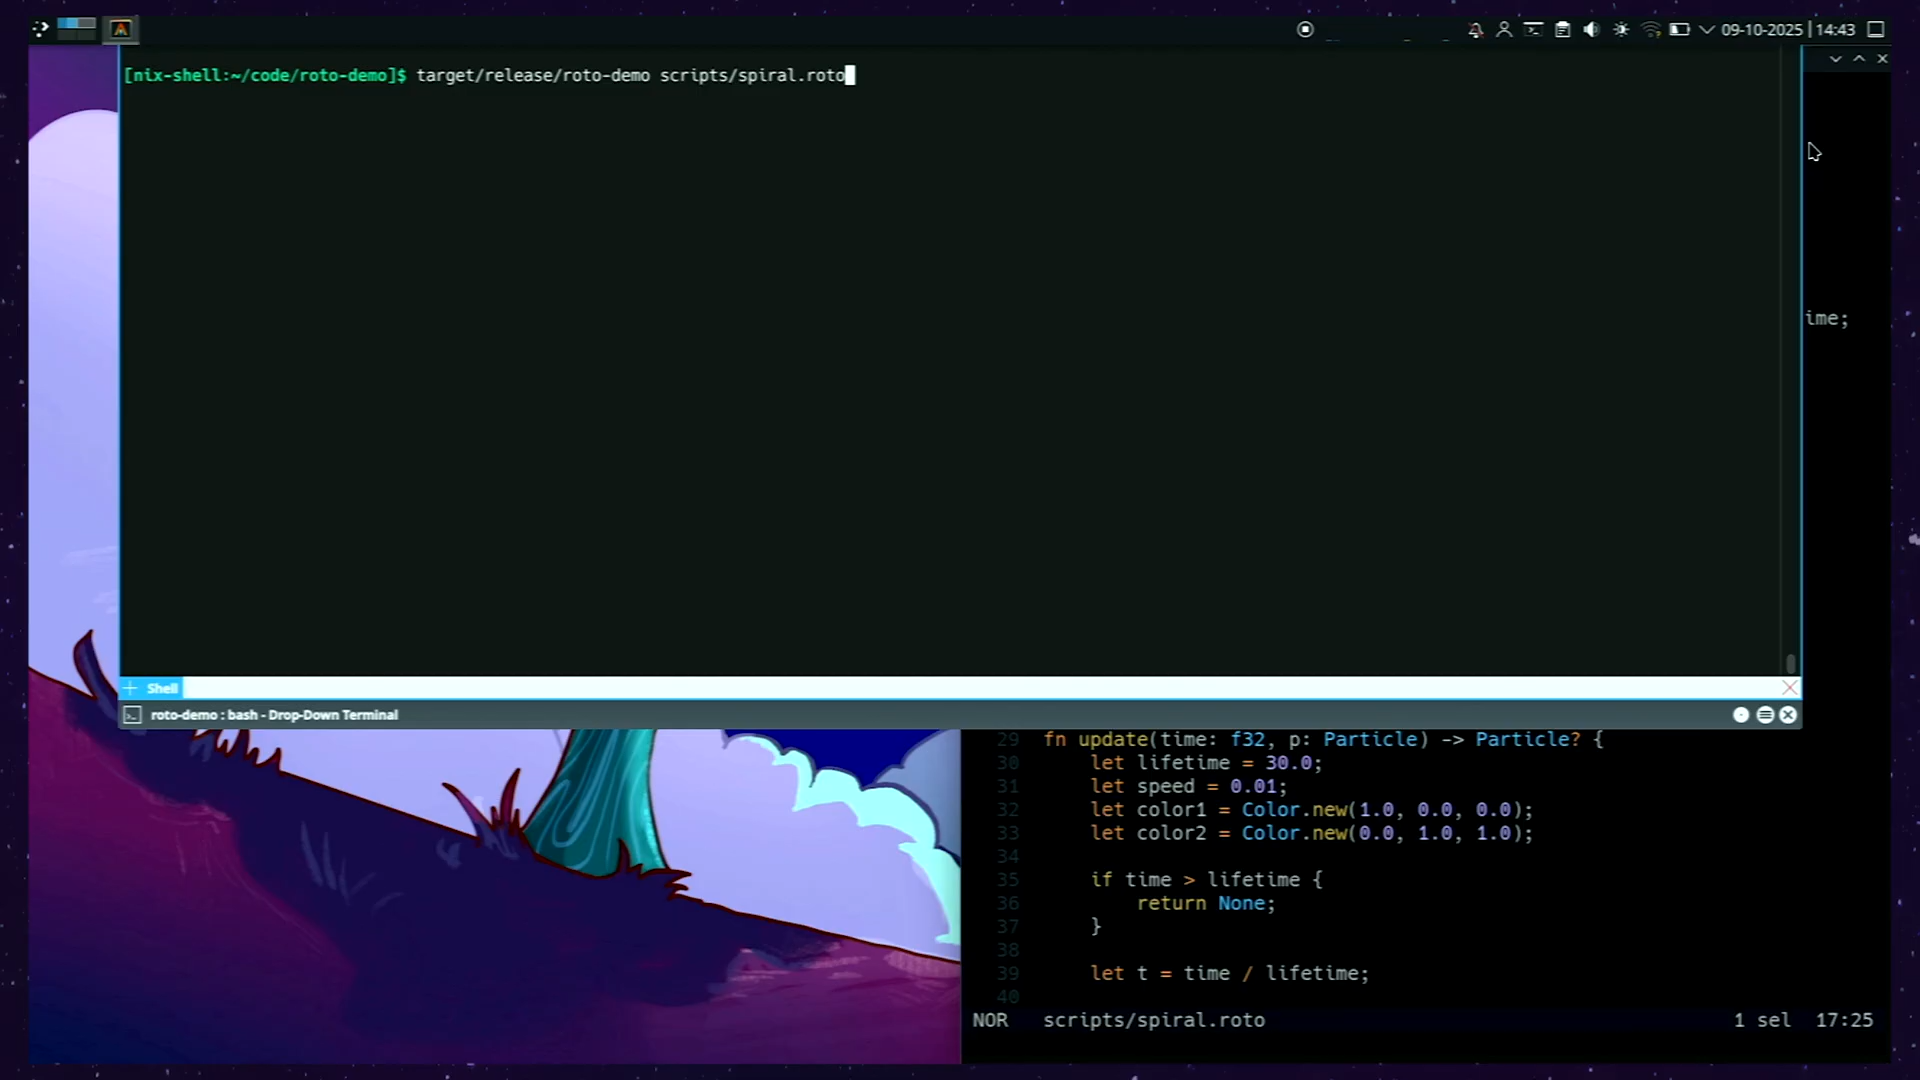 09-10-2025 14:43
[nix-shell:~/code/roto-demo]$ target/release/roto-demo scripts/spiral.roto
ime;
Shell
roto-demo : bash - Drop-Down Terminal
29 fn update(time: f32, p: Particle) -> Particle? {
30 let lifetime = 30.0;
31 let speed = 0.01;
32 let color1 = Color.new(1.0, 0.0, 0.0);
33 let color2 = Color.new(0.0, 1.0, 1.0);
34
35 if time > lifetime {
36 return None;
37 }
38
39 let t = time / lifetime;
40
NOR scripts/spiral.roto 1 sel 17:25